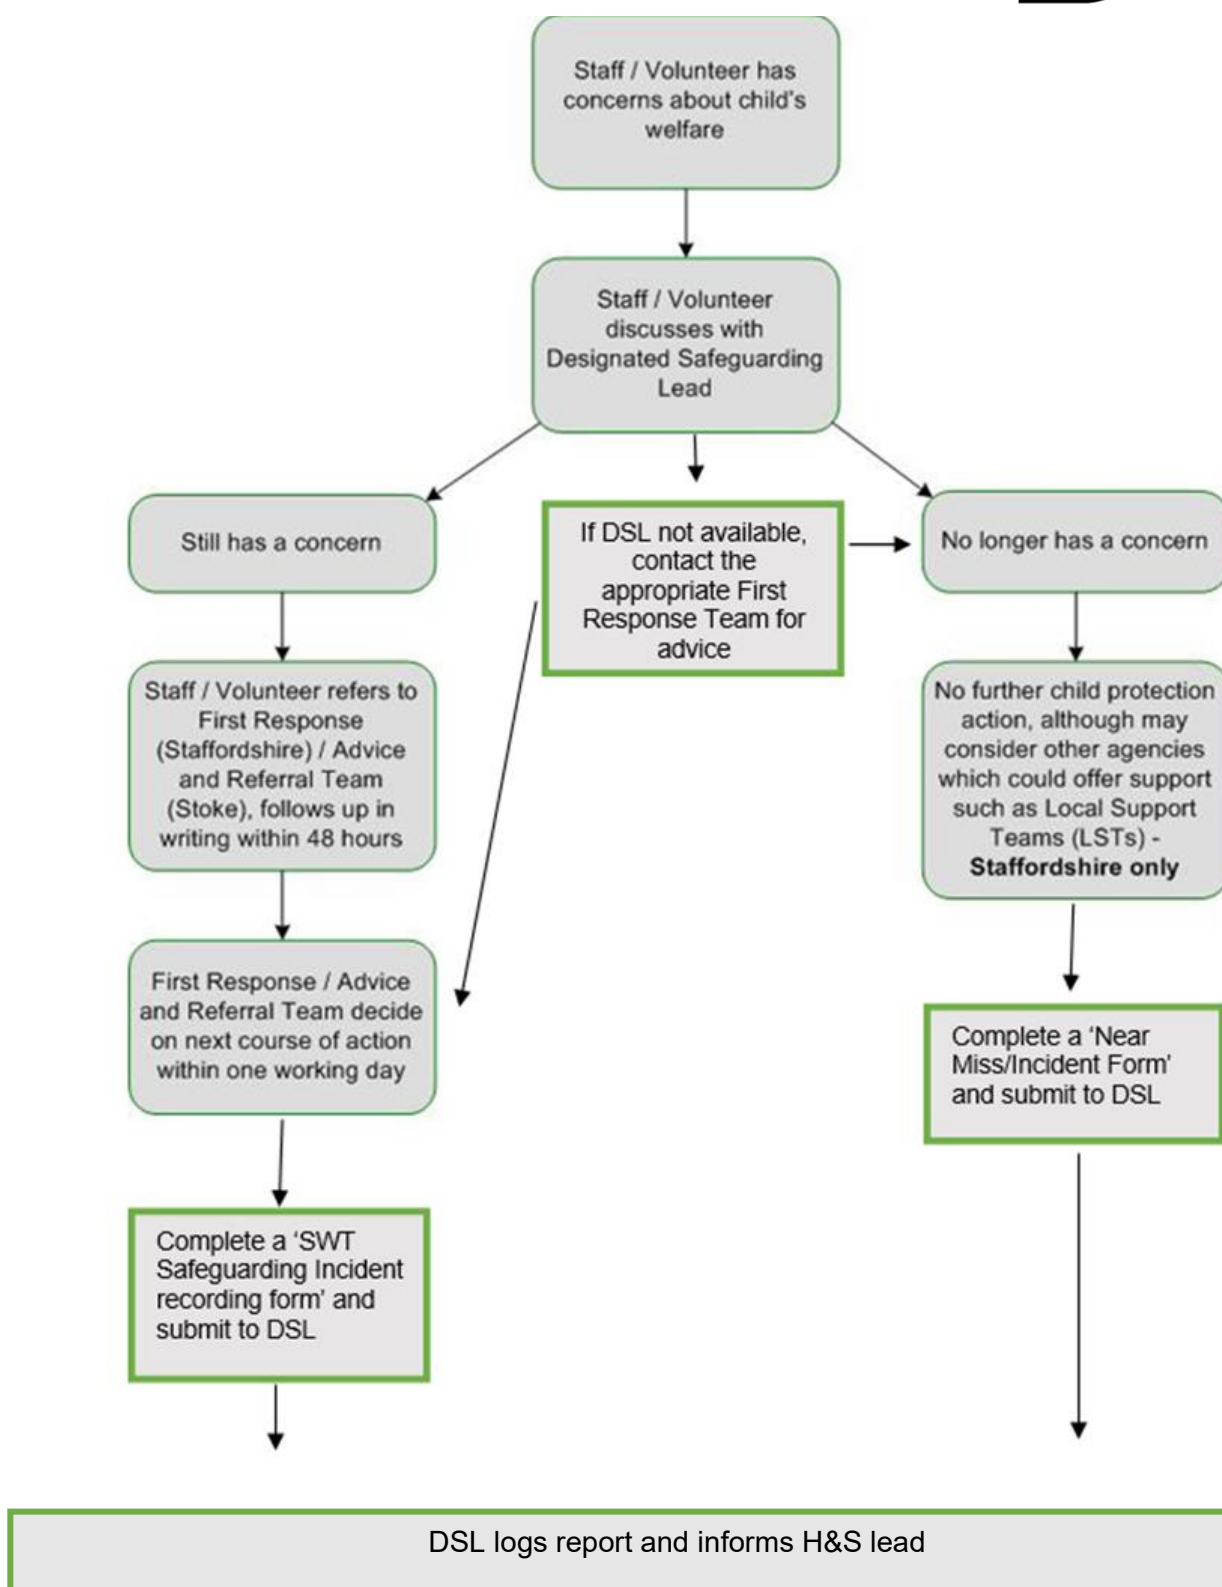 Staff / Volunteer has
concerns about child's
welfare
Staff / Volunteer
discusses with
Designated Safeguarding
Lead
Still has a concern
If DSL not available,
contact the
appropriate First
Response Team for
advice
No longer has a concern
Staff / Volunteer refers to
First Response
(Staffordshire) / Advice
and Referral Team
(Stoke), follows up in
writing within 48 hours
No further child protection
action, although may
consider other agencies
which could offer support
such as Local Support
Teams (LSTs) -
Staffordshire only
First Response / Advice
and Referral Team decide
on next course of action
within one working day
Complete a ‘Near
Miss/Incident Form’
and submit to DSL
Complete a ‘SWT
Safeguarding Incident
recording form’ and
submit to DSL
DSL logs report and informs H&S lead